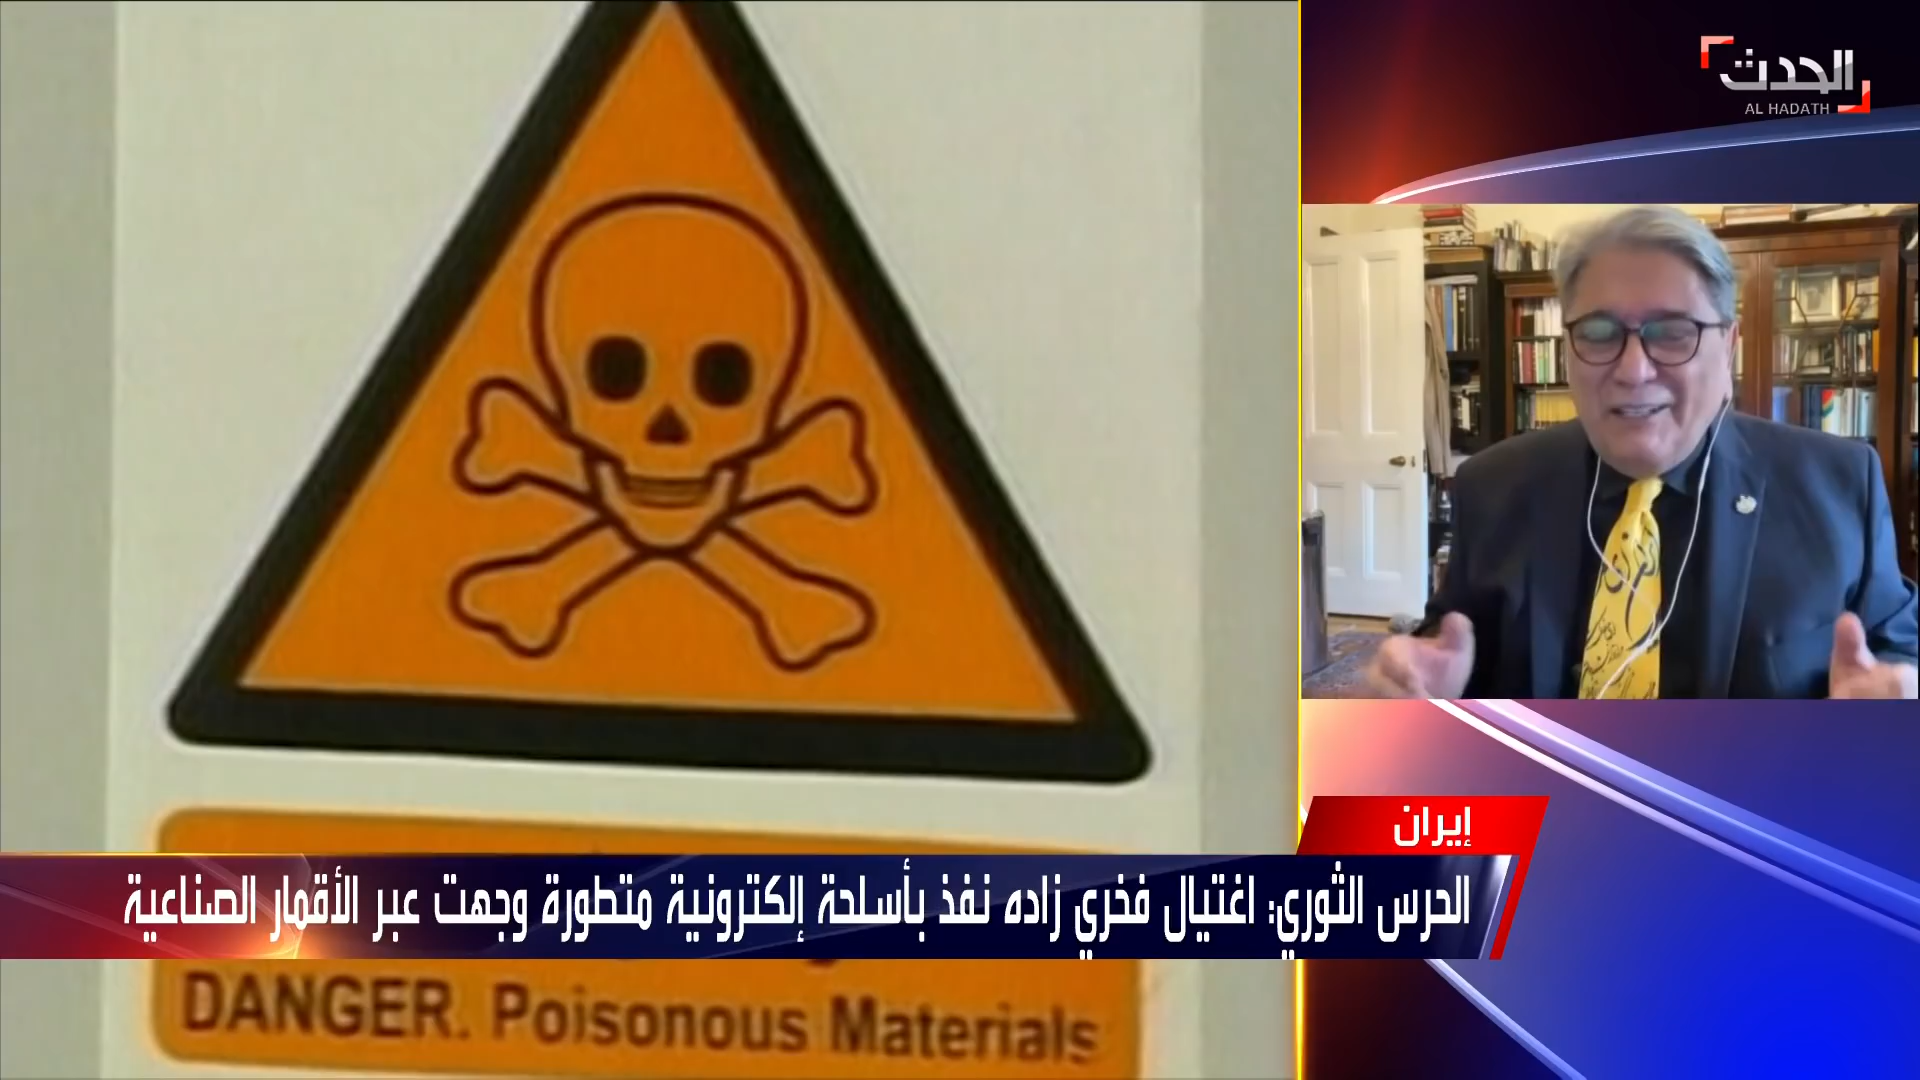 الحدث
AL HADATH
إيران
الحرس الثوري: اغتيال فخري زاده نفذ بأسلحة إلكترونية متطورة وجهت عبر الأقمار الصناعية
DANGER. Poisonous Materials